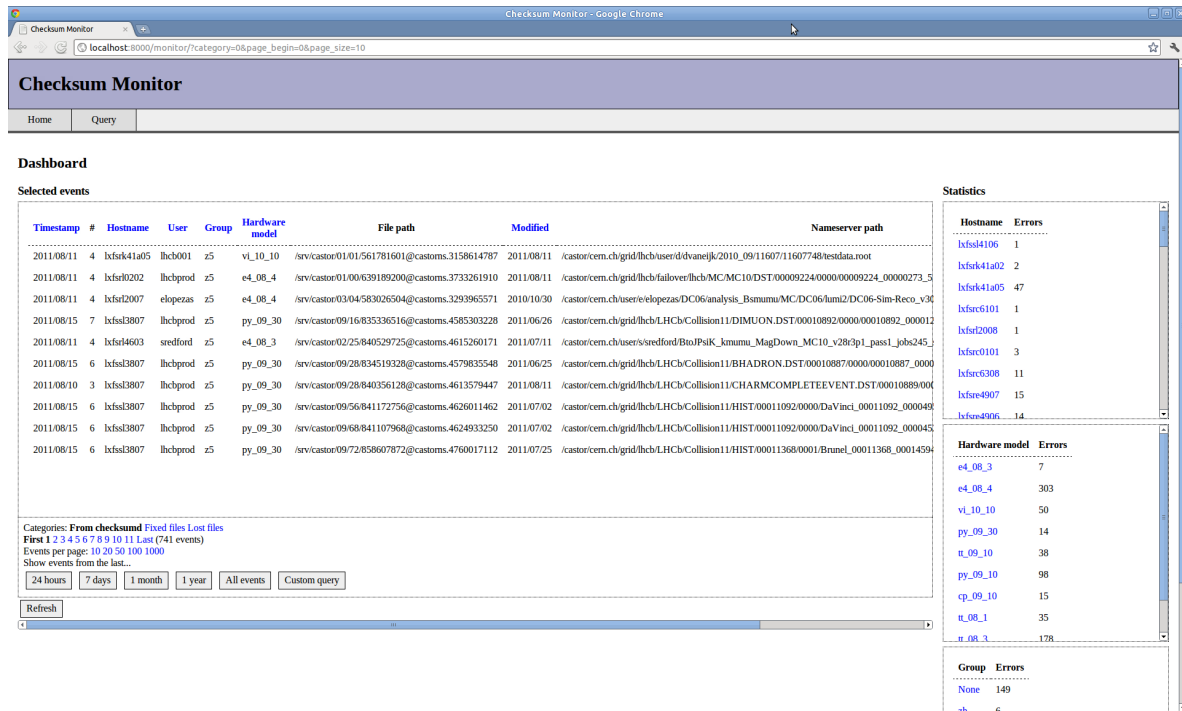 Checksum Monitor - Google Chrome
Checksum Monitor
localhost:8000/monitor/?category=0&page_begin=0&page_size=10
Checksum Monitor
Home Query
Dashboard
Selected events
Timestamp # Hostname User Group Hardware model File path Modified Nameserver path
2011/08/11 4 lxfsrk41a05 lhcb001 z5 vi_10_10 /srv/castor/01/01/561781601@castorns.3158614787 2011/08/11 /castor/cern.ch/grid/lhcb/user/d/dvaneijk/2010_09/11607/11607748/testdata.root
2011/08/11 4 lxfsrl0202 lhcbprod z5 e4_08_4 /srv/castor/01/00/639189200@castorns.3733261910 2011/08/11 /castor/cern.ch/grid/lhcb/failover/lhcb/MC/MC10/DST/00009224/0000/00009224_00000273_5
2011/08/11 4 lxfsrl2007 elopezas z5 e4_08_4 /srv/castor/03/04/583026504@castorns.3293965571 2010/10/30 /castor/cern.ch/user/e/elopezas/DC06/analysis_Bsmumu/MC/DC06/lumi2/DC06-Sim-Reco_v30
2011/08/15 7 lxfssl3807 lhcbprod z5 py_09_30 /srv/castor/09/16/835336516@castorns.4585303228 2011/06/26 /castor/cern.ch/grid/lhcb/LHCb/Collision11/DIMUON.DST/00010892/0000/00010892_000012
2011/08/11 4 lxfsrl4603 sredford z5 e4_08_3 /srv/castor/02/25/840529725@castorns.4615260171 2011/07/11 /castor/cern.ch/user/s/sredford/BtoJPsiK_kmumu_MagDown_MC10_v28r3p1_pass1_jobs245_
2011/08/15 6 lxfssl3807 lhcbprod z5 py_09_30 /srv/castor/09/28/834519328@castorns.4579835548 2011/06/25 /castor/cern.ch/grid/lhcb/LHCb/Collision11/BHADRON.DST/00010887/0000/00010887_0000
2011/08/10 3 lxfssl3807 lhcbprod z5 py_09_30 /srv/castor/09/28/840356128@castorns.4613579447 2011/08/11 /castor/cern.ch/grid/lhcb/LHCb/Collision11/CHARMCOMPLETEEVENT.DST/00010889/000
2011/08/15 6 lxfssl3807 lhcbprod z5 py_09_30 /srv/castor/09/56/841172756@castorns.4626011462 2011/07/02 /castor/cern.ch/grid/lhcb/LHCb/Collision11/HIST/00011092/0000/DaVinci_00011092_000049
2011/08/15 6 lxfssl3807 lhcbprod z5 py_09_30 /srv/castor/09/68/841107968@castorns.4624933250 2011/07/02 /castor/cern.ch/grid/lhcb/LHCb/Collision11/HIST/00011092/0000/DaVinci_00011092_000045
2011/08/15 6 lxfssl3807 lhcbprod z5 py_09_30 /srv/castor/09/72/858607872@castorns.4760017112 2011/07/25 /castor/cern.ch/grid/lhcb/LHCb/Collision11/HIST/00011368/0001/Brunel_00011368_00014594
Categories: From checksumd Fixed files Lost files
First 1 2 3 4 5 6 7 8 9 10 11 Last (741 events)
Events per page: 10 20 50 100 1000
Show events from the last...
24 hours 7 days 1 month 1 year All events Custom query
Refresh
Statistics
Hostname Errors
lxfssl4106 1
lxfsrk41a02 2
lxfsrk41a05 47
lxfsrc6101 1
lxfsrl2008 1
lxfsrc0101 3
lxfsrc6308 11
lxfsre4907 15
lxfsre4906 14
Hardware model Errors
e4_08_3 7
e4_08_4 303
vi_10_10 50
py_09_30 14
tt_09_10 38
py_09_10 98
cp_09_10 15
tt_08_1 35
tt_08_3 178
Group Errors
None 149